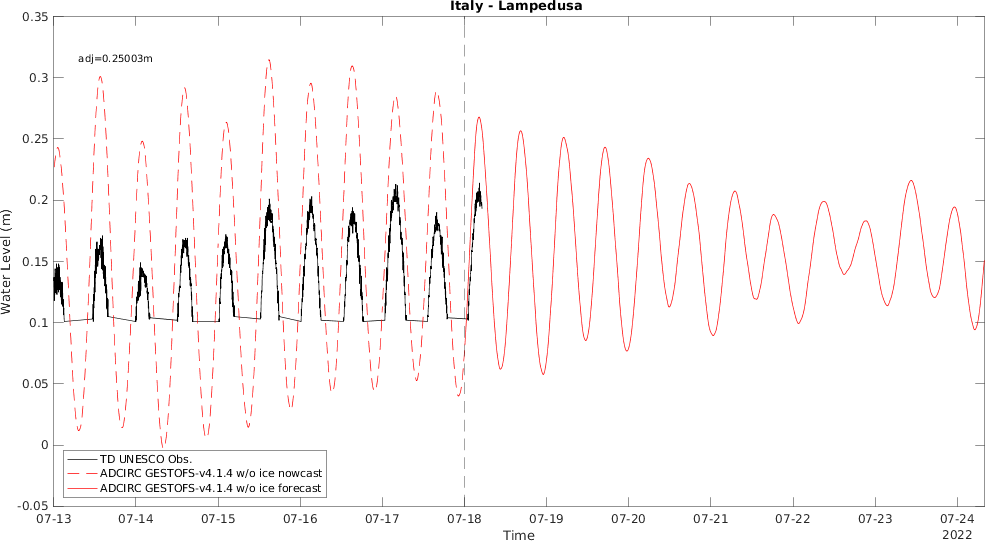 Italy - Lampedusa
adj=0.25003m
Water Level (m)
0.35
0.3
0.25
0.2
0.15
0.1
0.05
0
-0.05
TD UNESCO Obs.
ADCIRC GESTOFS-v4.1.4 w/o ice nowcast
ADCIRC GESTOFS-v4.1.4 w/o ice forecast
07-13 07-14 07-15 07-16 07-17 07-18 07-19 07-20 07-21 07-22 07-23 07-24
Time
2022